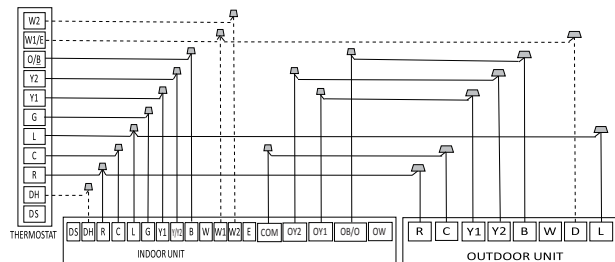 W2
W1/E
O/B
Y2
Y1
G
L
C
R
DH
DS
THERMOSTAT
DS DH R C L G Y1 Y/Y2 B W W1 W2 E COM OY2 OY1 OB/O OW
INDOOR UNIT
R C Y1 Y2 B W D L
OUTDOOR UNIT